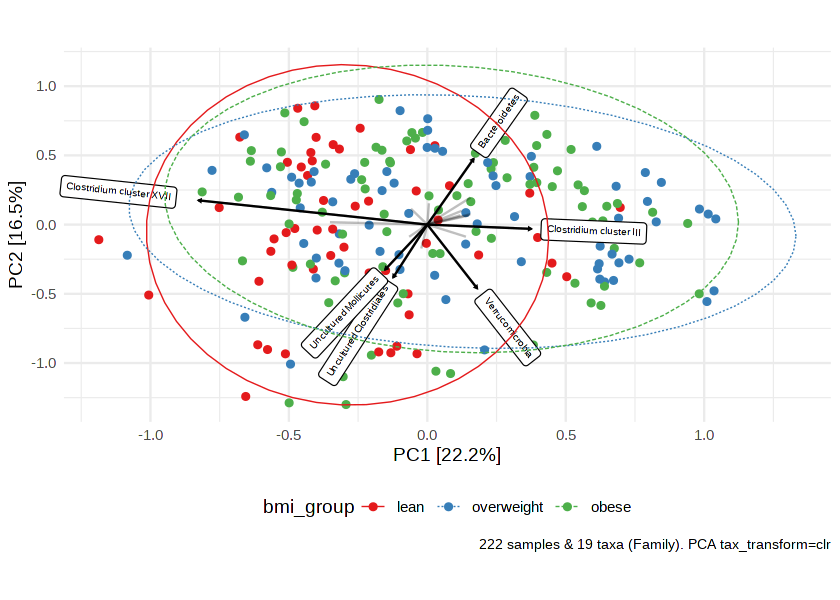 1.0
0.5
0.0
-0.5
-1.0
PC2 [16.5%]
Bacteroidetes
Clostridium cluster XVII
Clostridium cluster III
Uncultured Mollicutes
Uncultured Clostridiales
Verrucomicrobia
-1.0 -0.5 0.0 0.5 1.0
PC1 [22.2%]
bmi_group lean overweight obese
222 samples & 19 taxa (Family). PCA tax_transform=clr